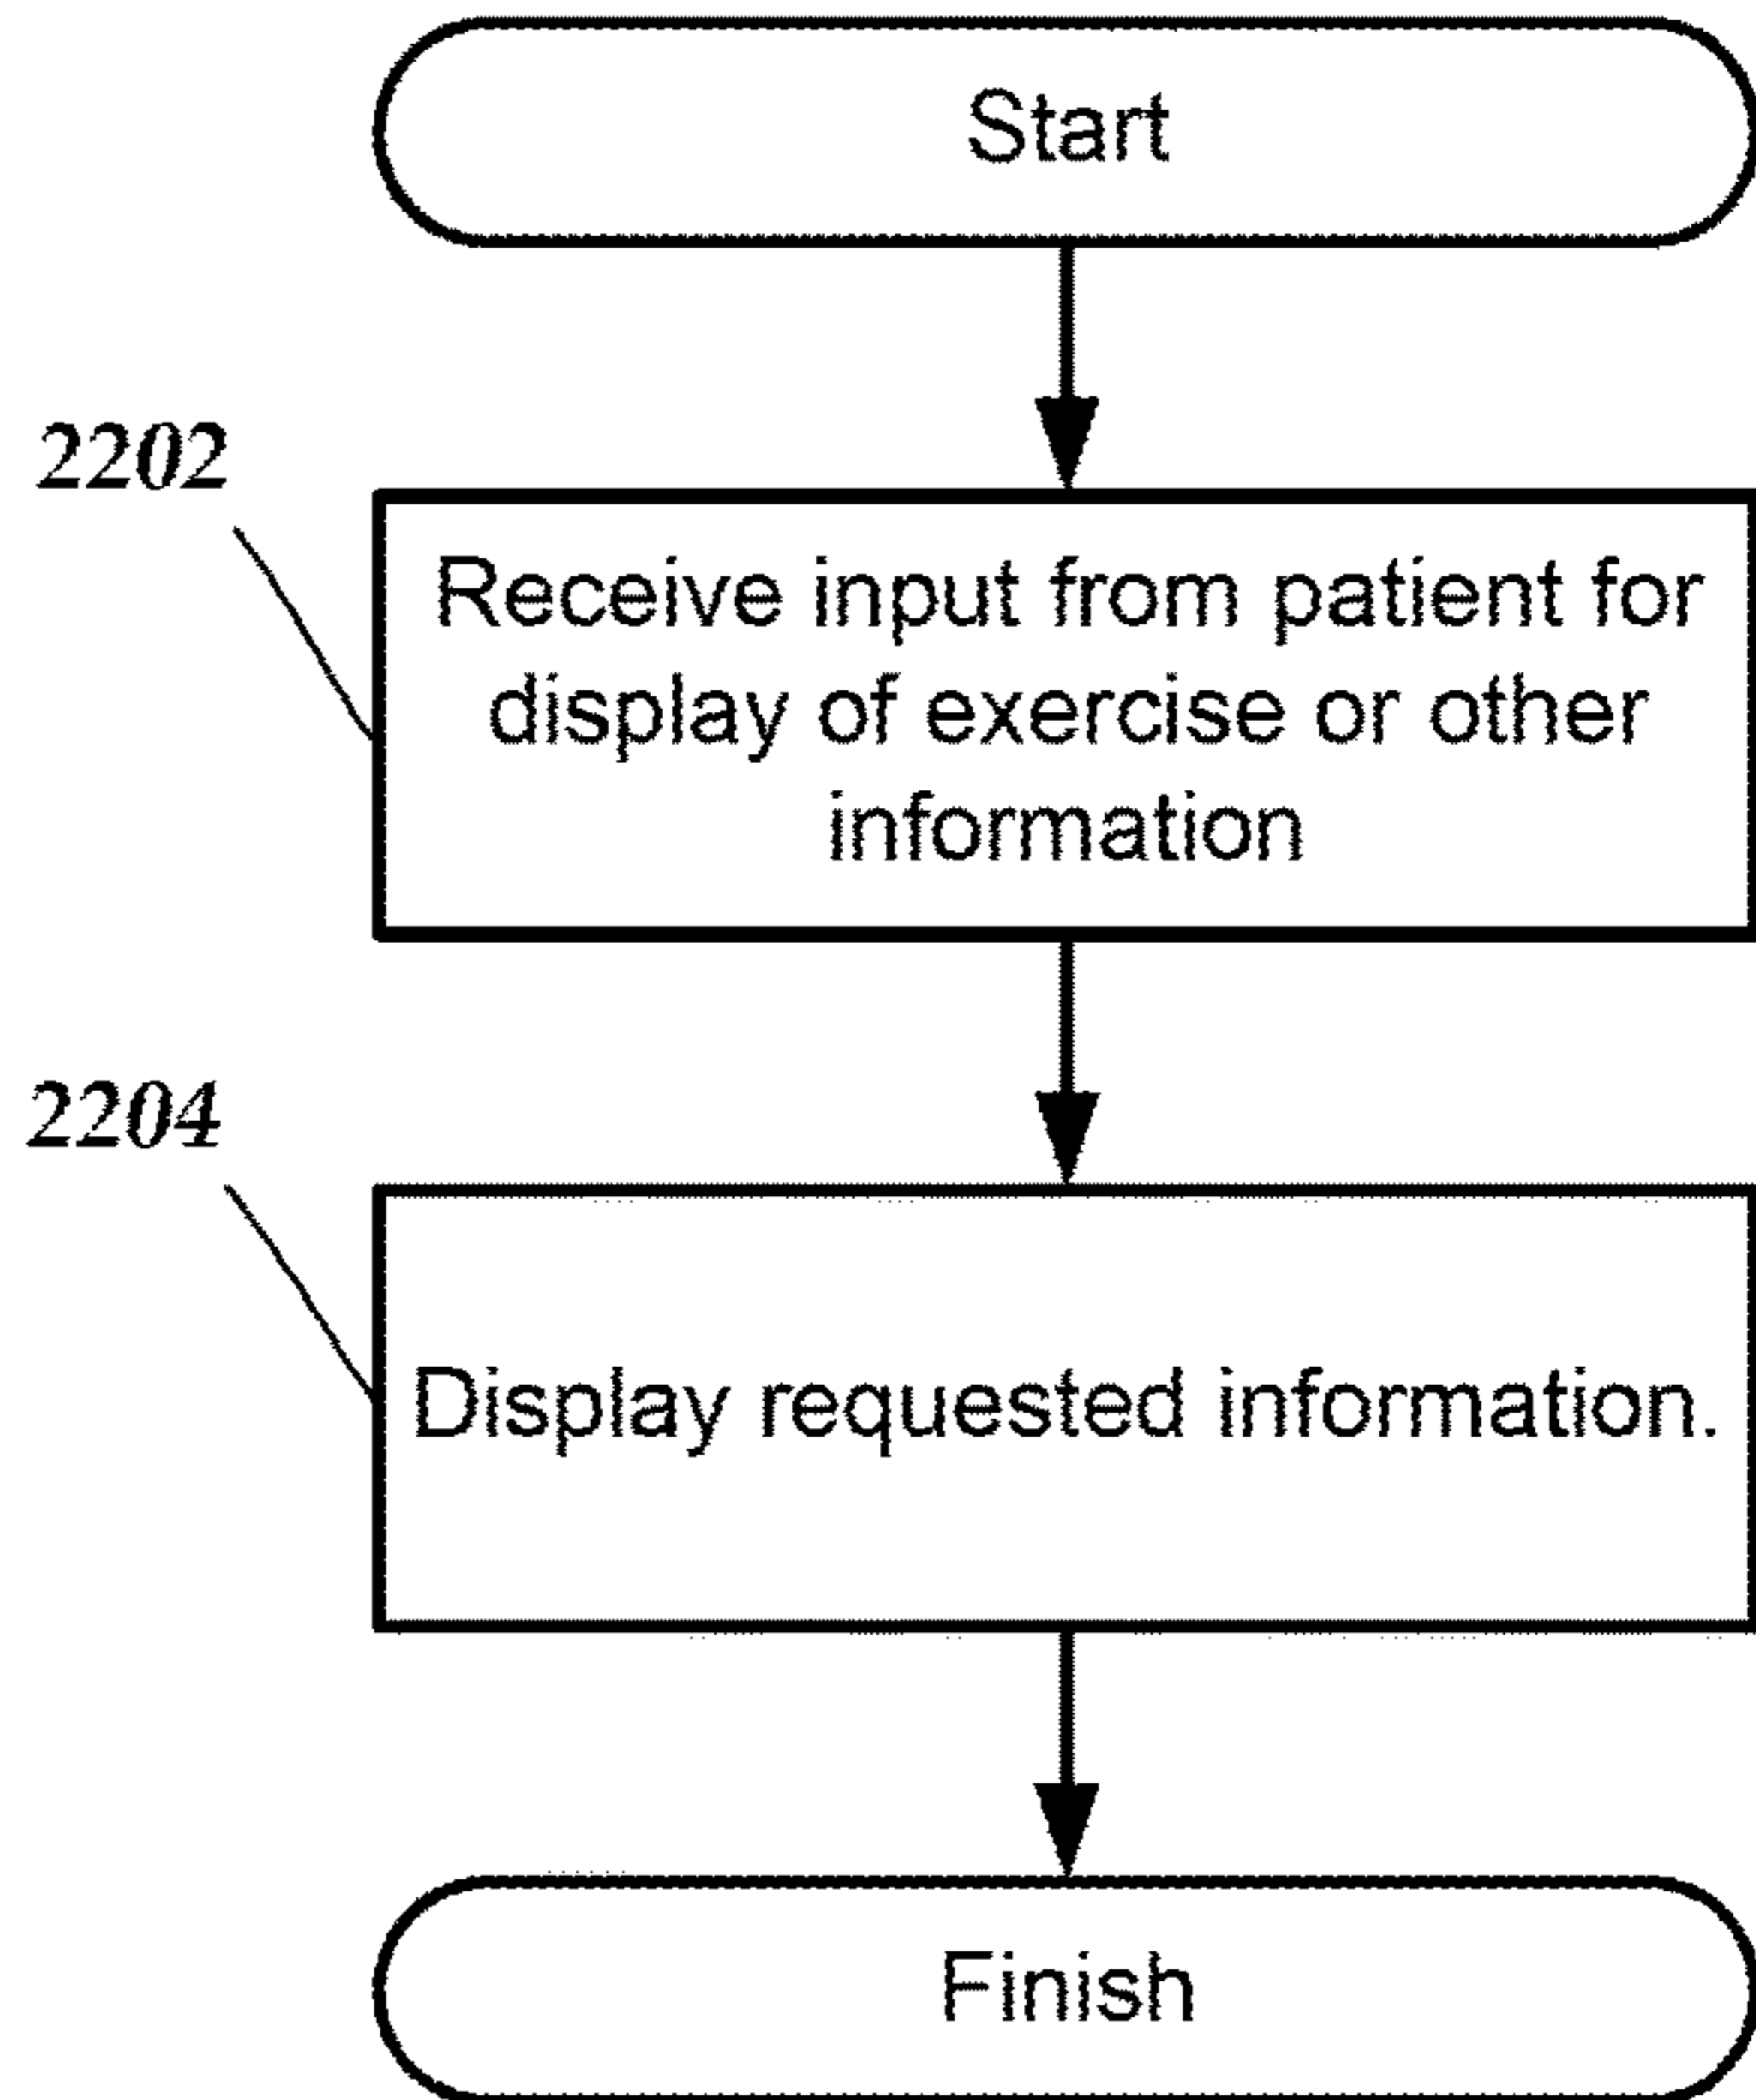 Start
2202
Receive input from patient for
display of exercise or other
information
2204
Display requested information.
Finish